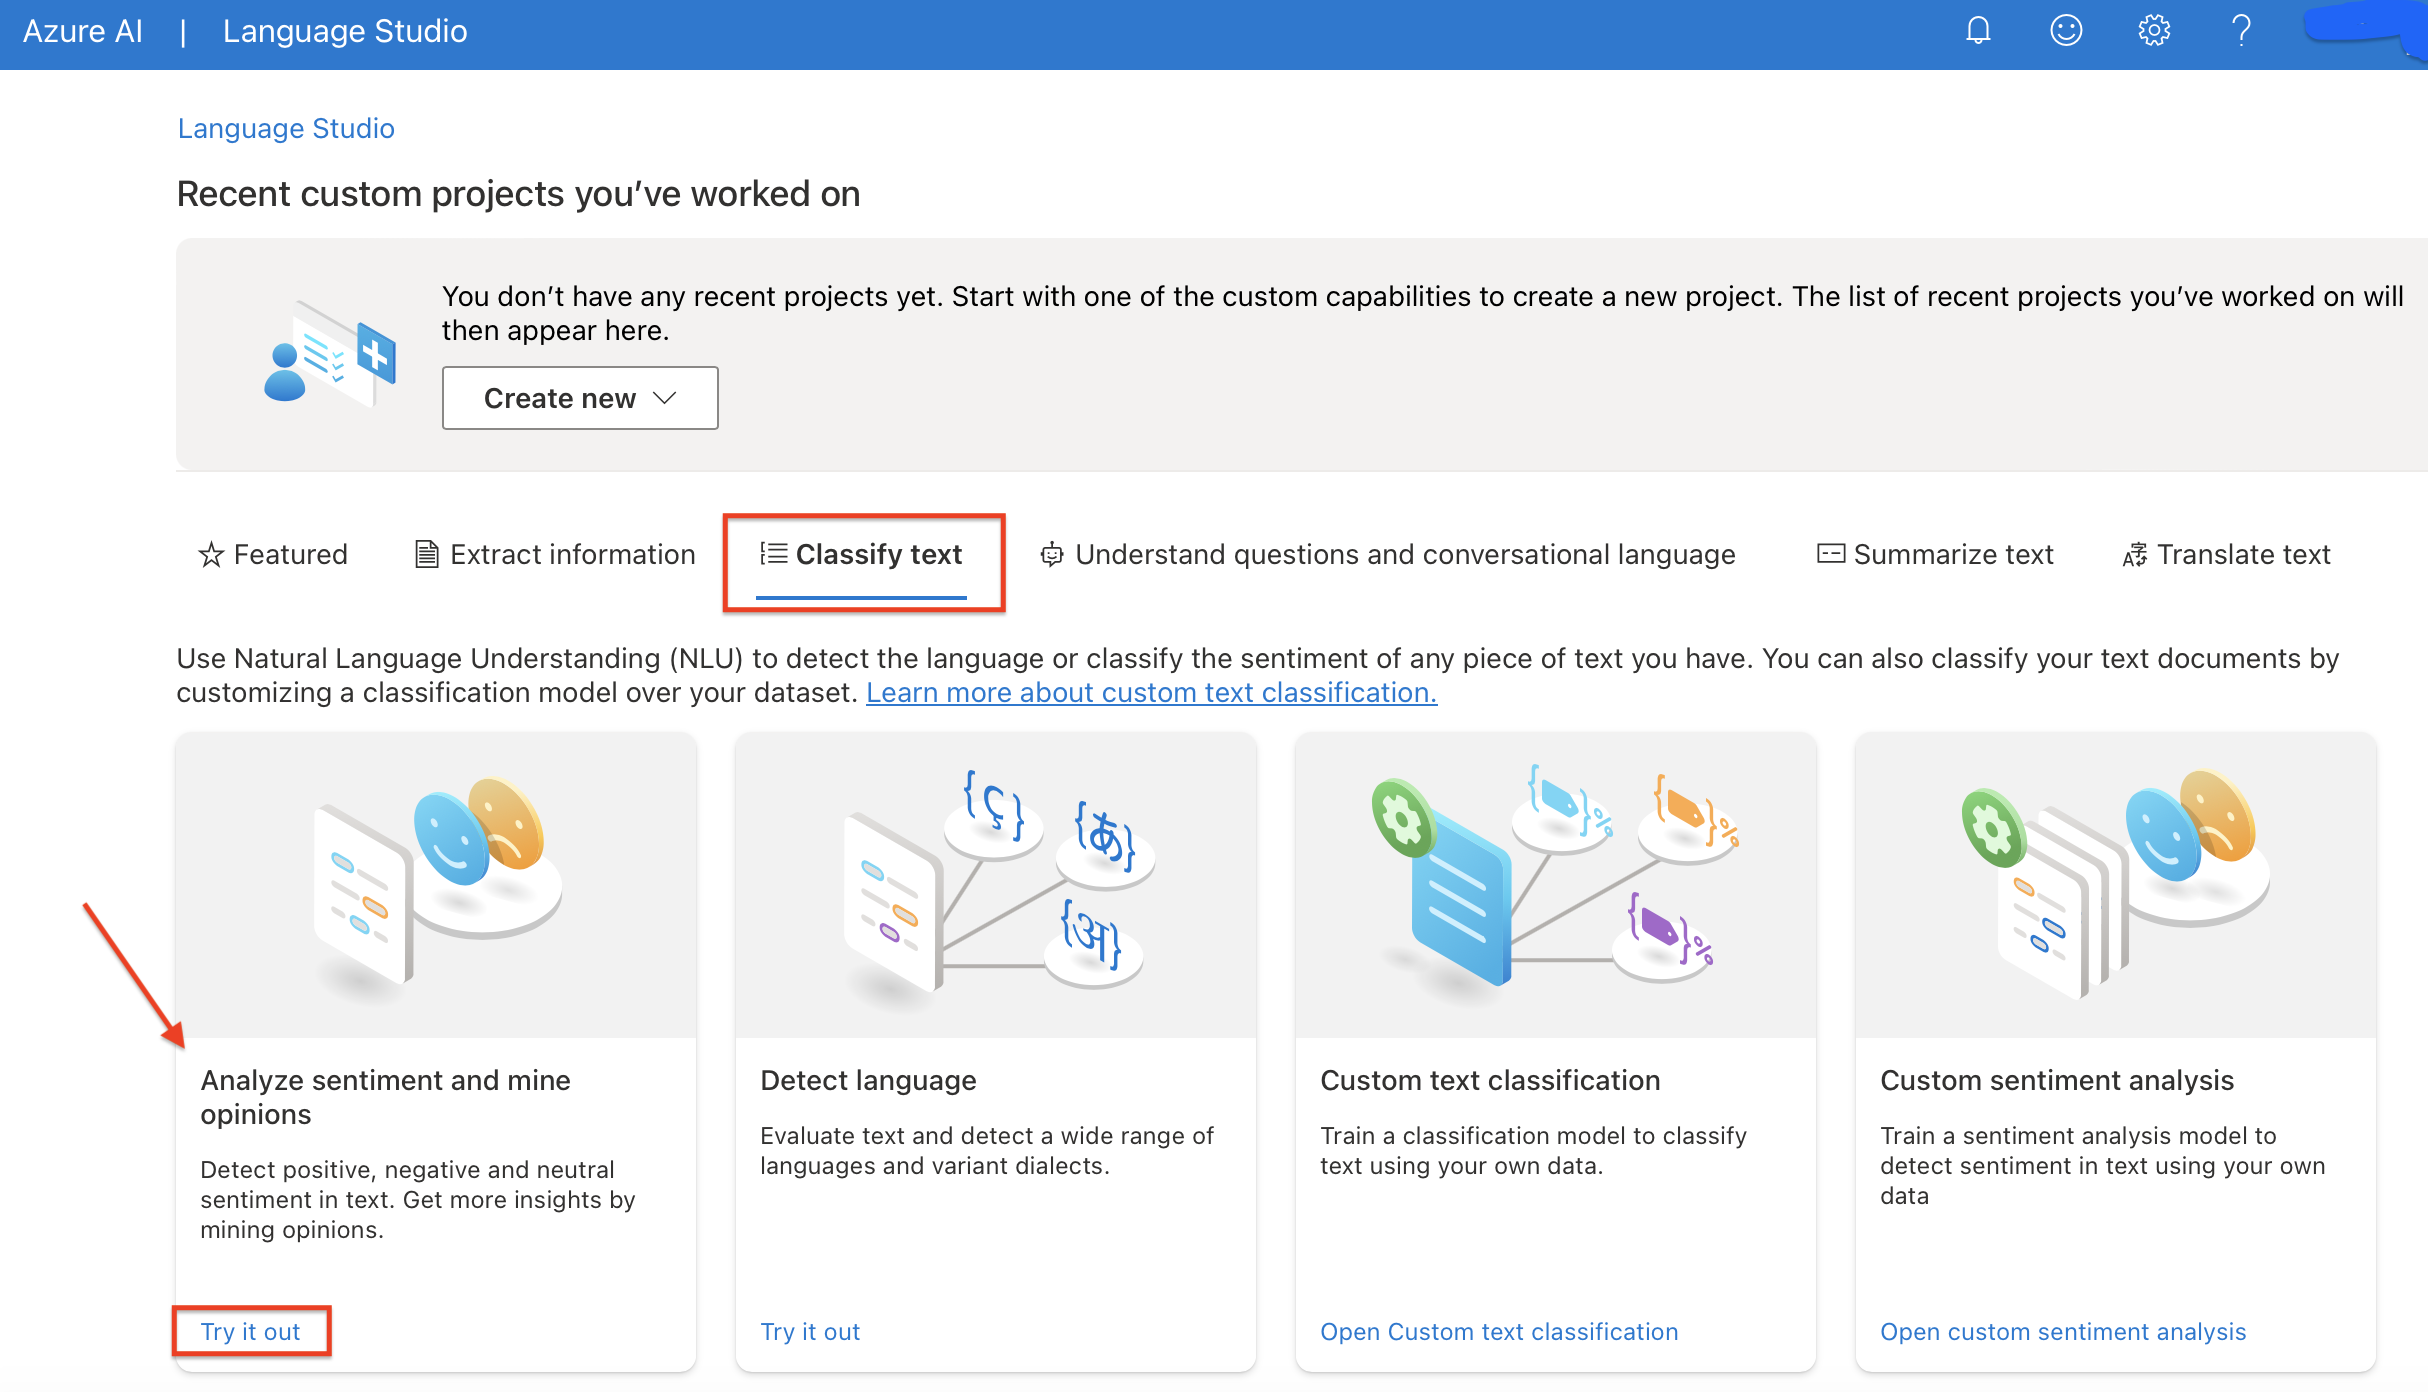 Azure AI | Language Studio
Language Studio
Recent custom projects you’ve worked on
You don’t have any recent projects yet. Start with one of the custom capabilities to create a new project. The list of recent projects you’ve worked on will
then appear here.
Create new
Featured
Extract information
Classify text
Understand questions and conversational language
Summarize text
Translate text
Use Natural Language Understanding (NLU) to detect the language or classify the sentiment of any piece of text you have. You can also classify your text documents by
customizing a classification model over your dataset. Learn more about custom text classification.
{ç}
{あ}
{अ}
Analyze sentiment and mine
opinions
Detect positive, negative and neutral
sentiment in text. Get more insights by
mining opinions.
Try it out
Detect language
Evaluate text and detect a wide range of
languages and variant dialects.
Try it out
Custom text classification
Train a classification model to classify
text using your own data.
Open Custom text classification
Custom sentiment analysis
Train a sentiment analysis model to
detect sentiment in text using your own
data
Open custom sentiment analysis